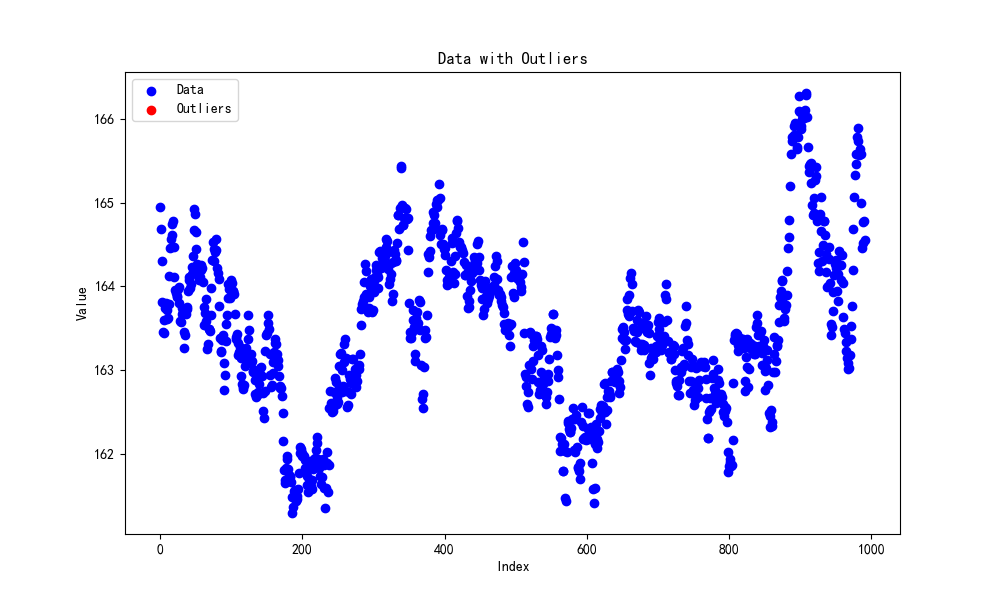 Data with Outliers
Data
Outliers
166
165
164
163
162
Value
0 200 400 600 800 1000
Index